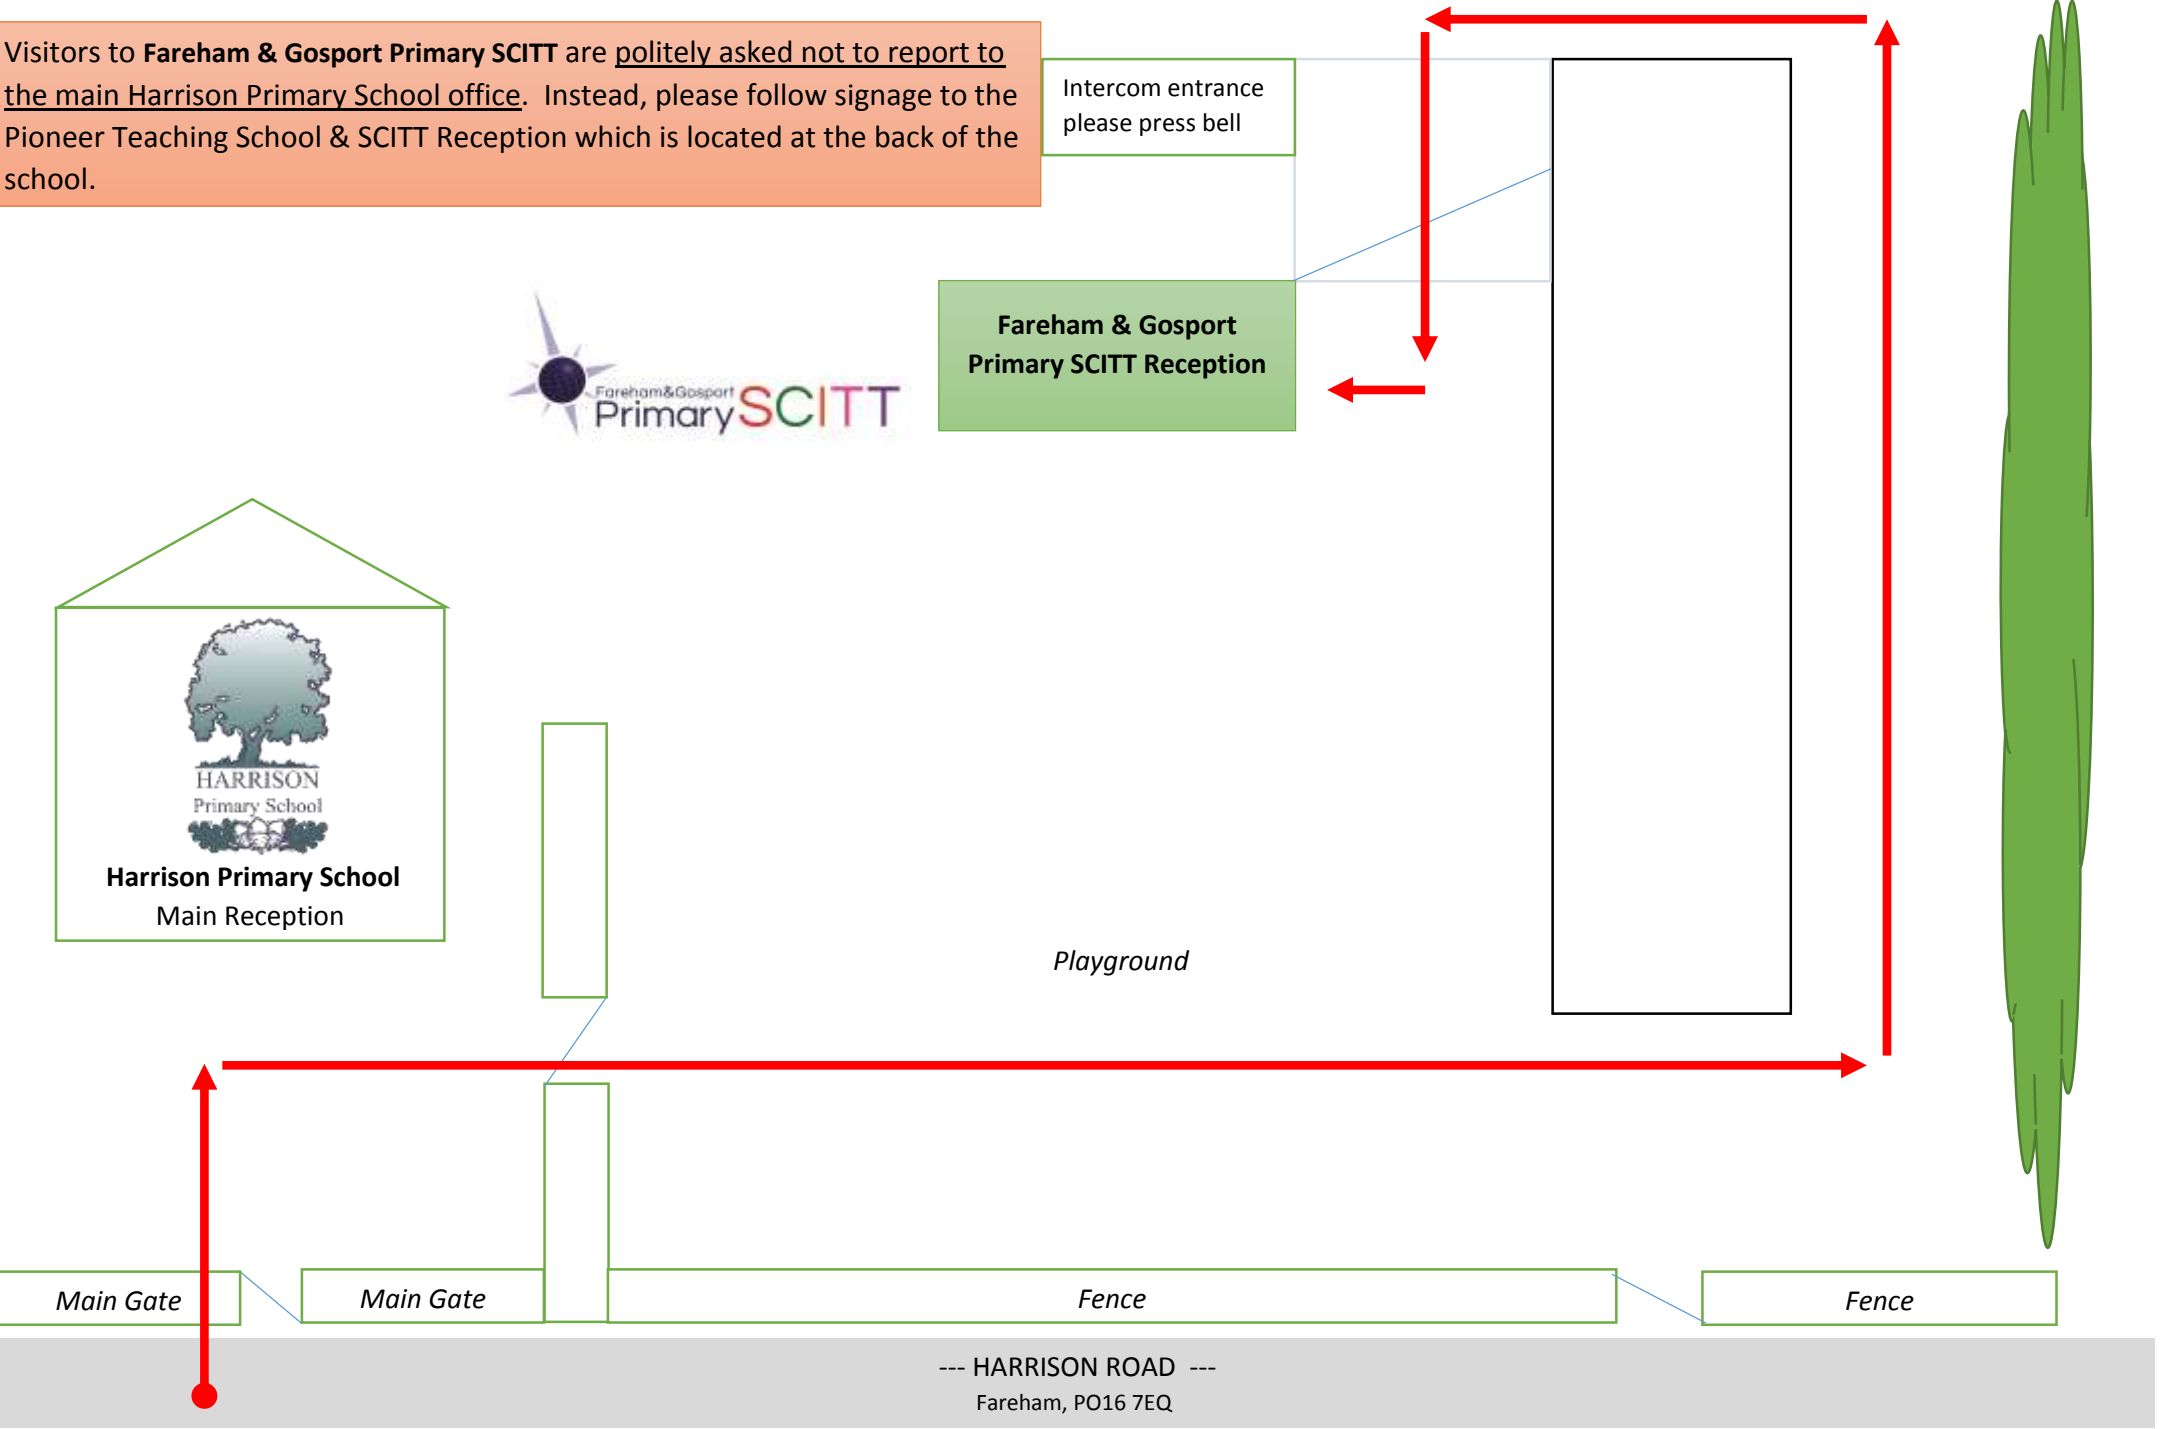 Visitors to Fareham & Gosport Primary SCITT are politely asked not to report to
the main Harrison Primary School office.  Instead, please follow signage to the
Pioneer Teaching School & SCITT Reception which is located at the back of the
school.
Intercom entrance
please press bell
Fareham & Gosport
Primary SCITT Reception
Fareham&Gosport
Primary SCITT
HARRISON
Primary School
Harrison Primary School
Main Reception
Playground
Main Gate
Main Gate
Fence
Fence
--- HARRISON ROAD  ---
Fareham, PO16 7EQ